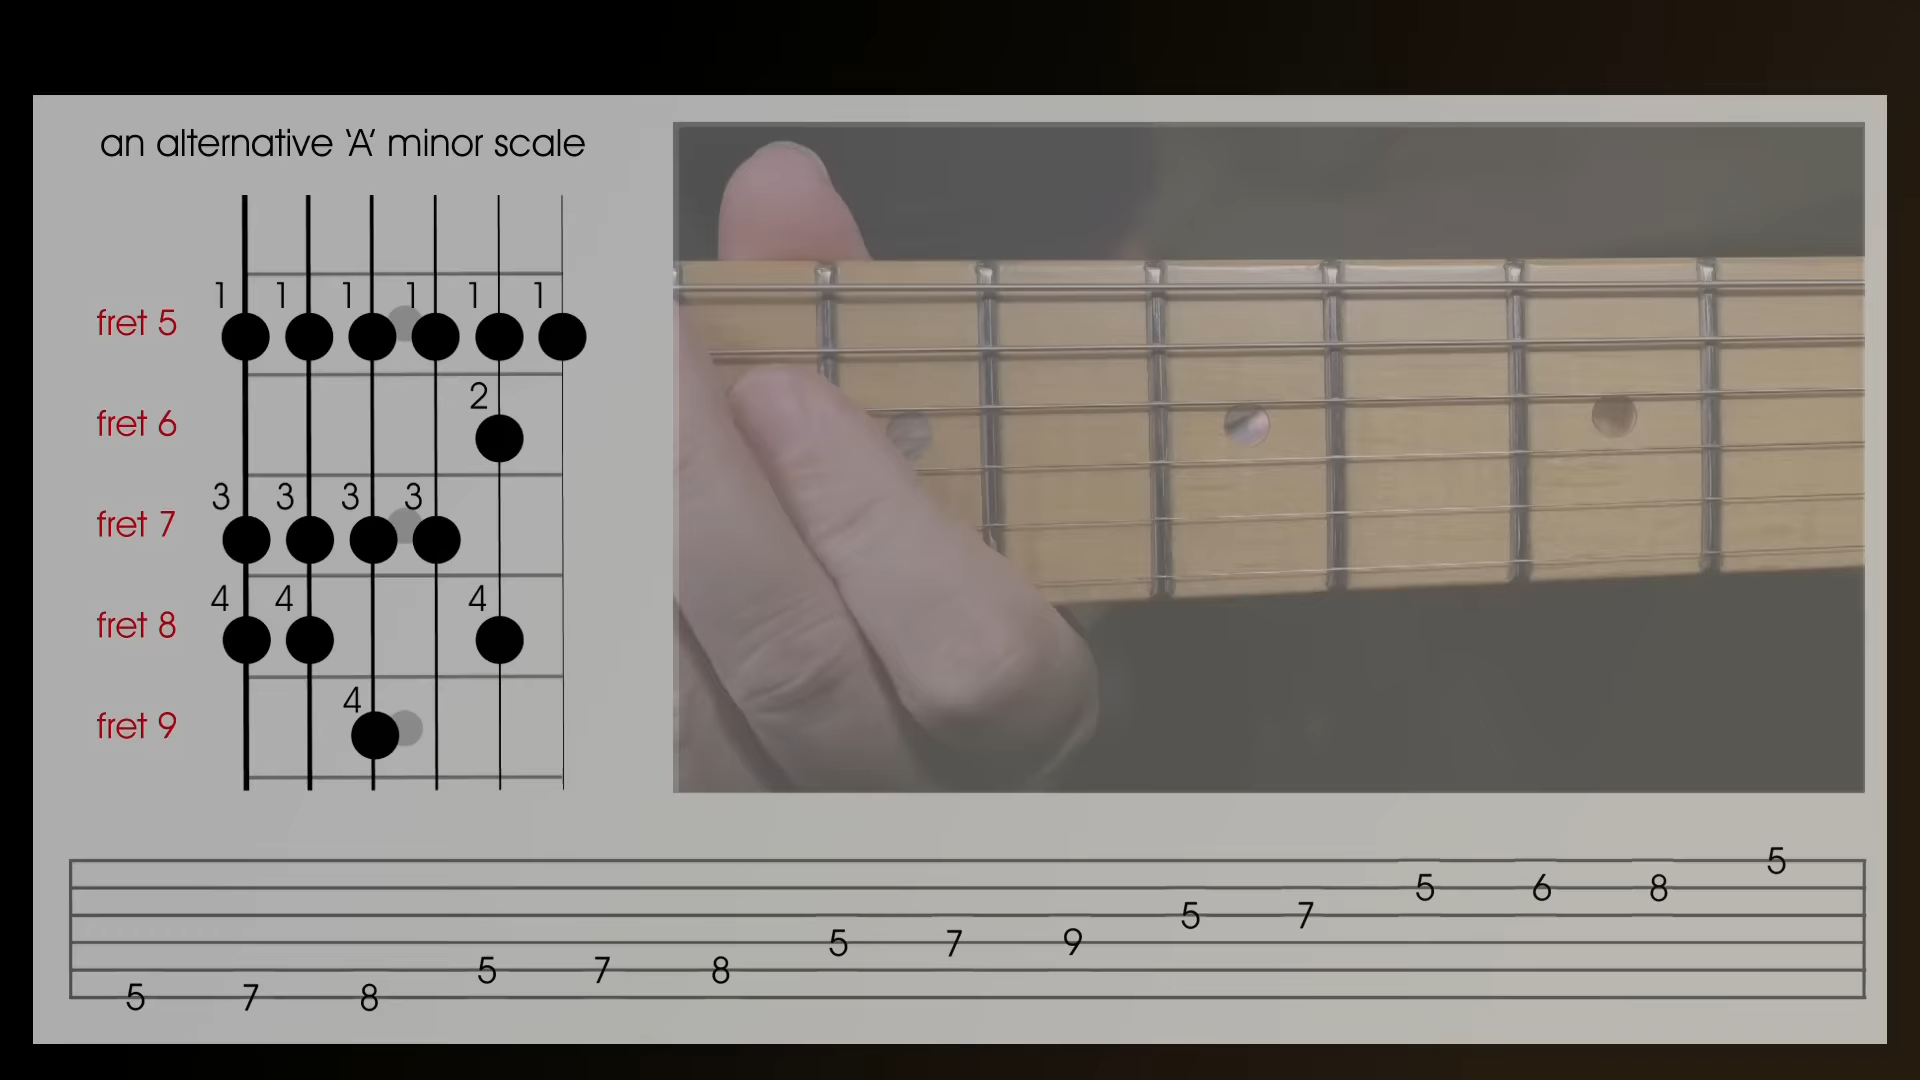 an alternative ‘A’ minor scale
1 1 1 1 1 1
fret 5
2
fret 6
3 3 3 3
fret 7
4 4 4
fret 8
4
fret 9
5
5 6 8
5 7
5 7 9
5 7 8
5 7 8